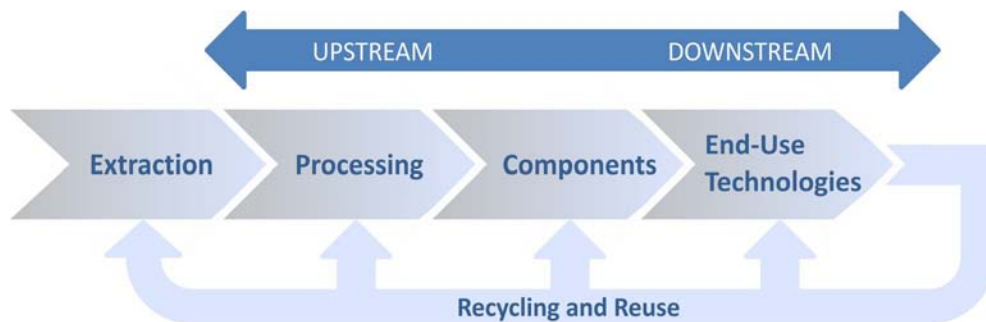 UPSTREAM DOWNSTREAM
Extraction Processing Components End-Use
Technologies
Recycling and Reuse